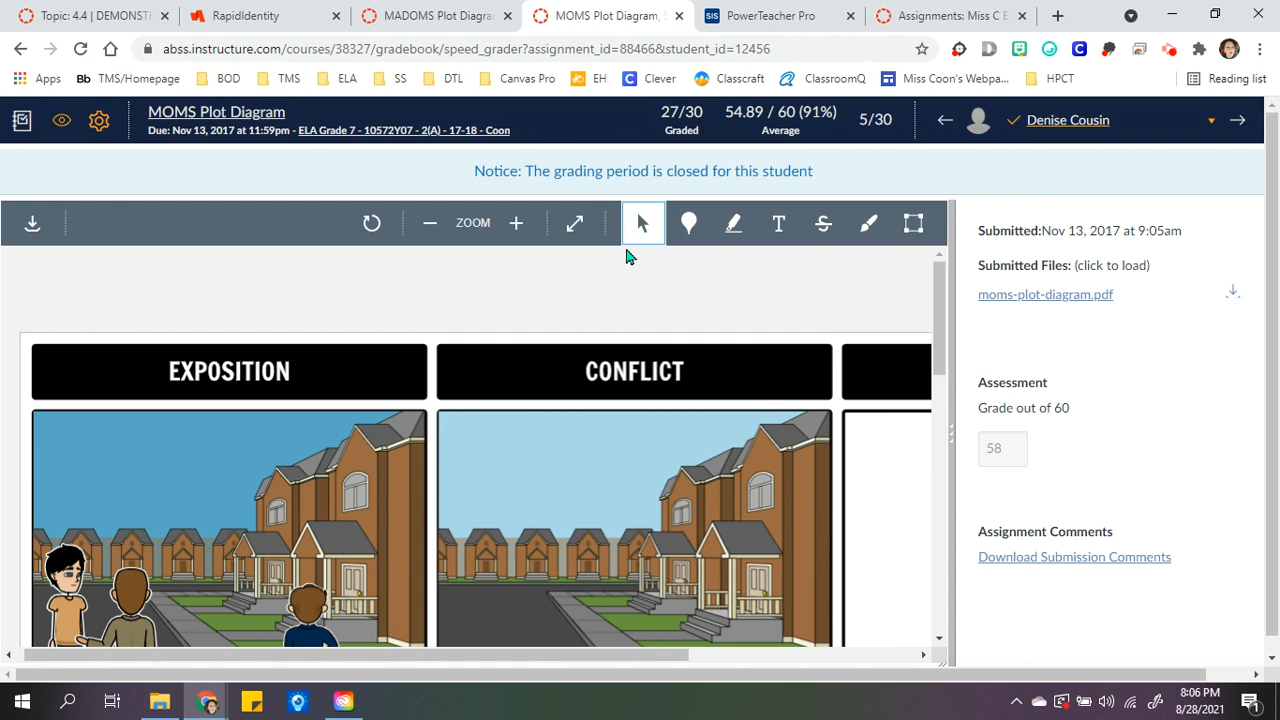 Topic: 4.4 | DEMONST
RapidIdentity
MADOMS Plot Diagra
MOMS Plot Diagram, S
PowerTeacher Pro
Assignments: Miss C E
abss.instructure.com/courses/38327/gradebook/speed_grader?assignment_id=88466&student_id=12456
Apps
Bb TMS/Homepage
BOD
TMS
ELA
SS
DTL
Canvas Pro
EH
Clever
Classcraft
ClassroomQ
Miss Coon's Webpa...
HPCT
Reading list
MOMS Plot Diagram
Due: Nov 13, 2017 at 11:59pm - ELA Grade 7 - 10572Y07 - 2(A) - 17-18 - Coon
27/30
Graded
54.89 / 60 (91%)
Average
5/30
Denise Cousin
Notice: The grading period is closed for this student
ZOOM
Submitted:Nov 13, 2017 at 9:05am
Submitted Files: (click to load)
moms-plot-diagram.pdf
EXPOSITION
CONFLICT
Assessment
Grade out of 60
58
Assignment Comments
Download Submission Comments
8:06 PM
8/28/2021